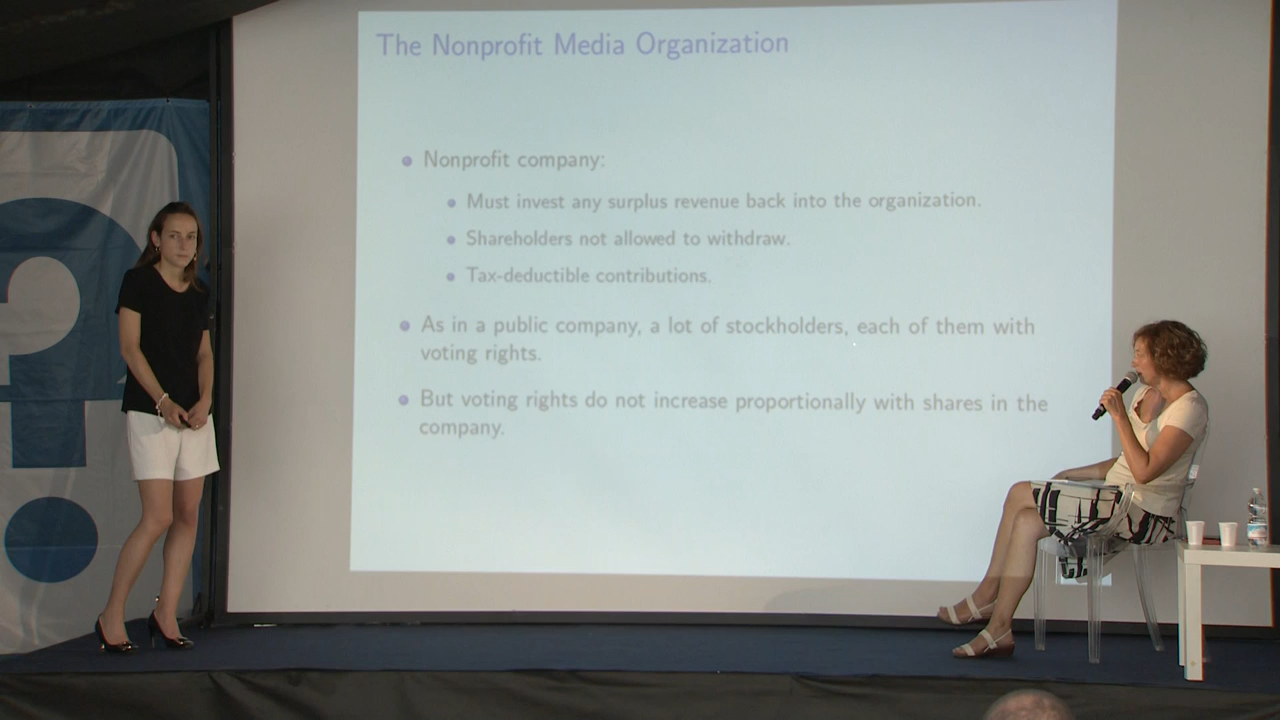 The Nonprofit Media Organization
Nonprofit company:
Must invest any surplus revenue back into the organization.
Shareholders not allowed to withdraw.
Tax-deductible contributions.
As in a public company, a lot of stockholders, each of them with
voting rights.
But voting rights do not increase proportionally with shares in the
company.